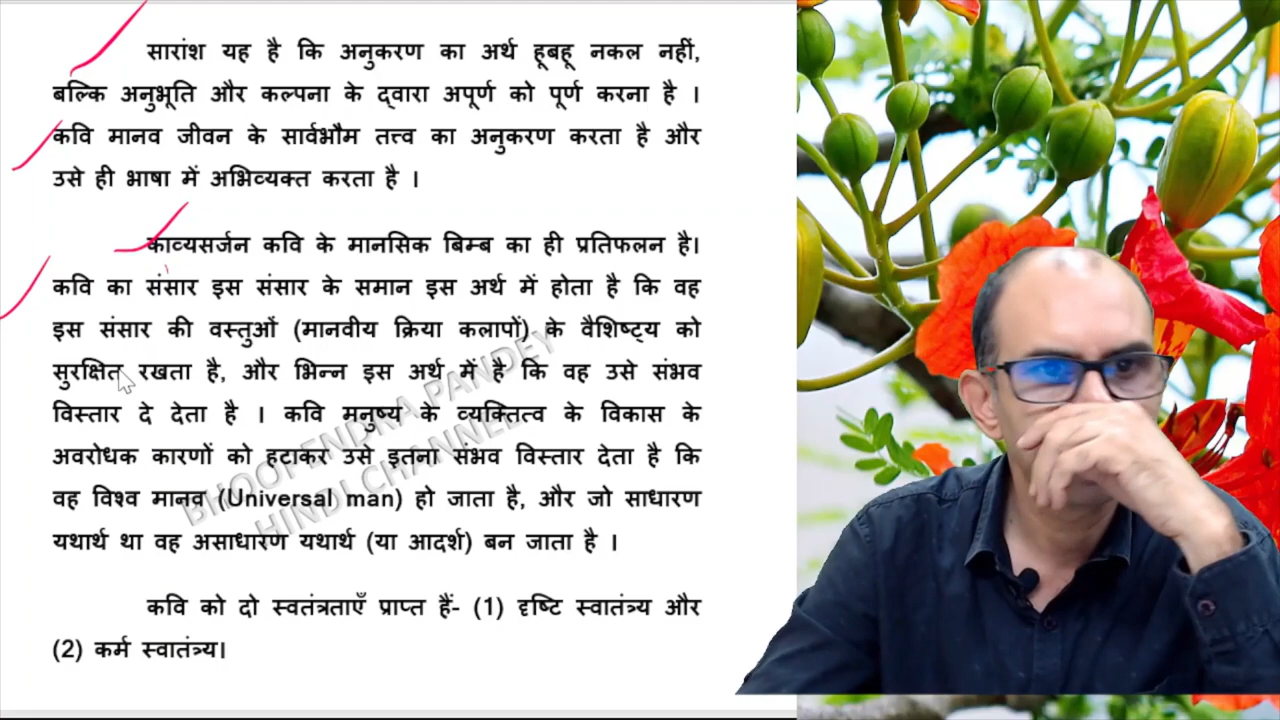 सारांश यह है कि अनुकरण का अर्थ हूबहू नकल नहीं,
बल्कि अनुभूति और कल्पना के द्वारा अपूर्ण को पूर्ण करना है ।
कवि मानव जीवन के सार्वभौम तत्त्व का अनुकरण करता है और
उसे ही भाषा में अभिव्यक्त करता है ।
काव्यसर्जन कवि के मानसिक बिम्ब का ही प्रतिफलन है।
कवि का संसार इस संसार के समान इस अर्थ में होता है कि वह
इस संसार की वस्तुओं (मानवीय क्रिया कलापों) के वैशिष्ट्य को
सुरक्षित रखता है, और भिन्न इस अर्थ में है कि वह उसे संभव
विस्तार दे देता है । कवि मनुष्य के व्यक्तित्व के विकास के
अवरोधक कारणों को हटाकर उसे इतना संभव विस्तार देता है कि
वह विश्व मानव (Universal man) हो जाता है, और जो साधारण
यथार्थ था वह असाधारण यथार्थ (या आदर्श) बन जाता है ।
कवि को दो स्वतंत्रताएँ प्राप्त हैं- (1) दृष्टि स्वातंत्र्य और
(2) कर्म स्वातंत्र्य।
BHOOPENDRA PANDEY
HINDI CHANNEL